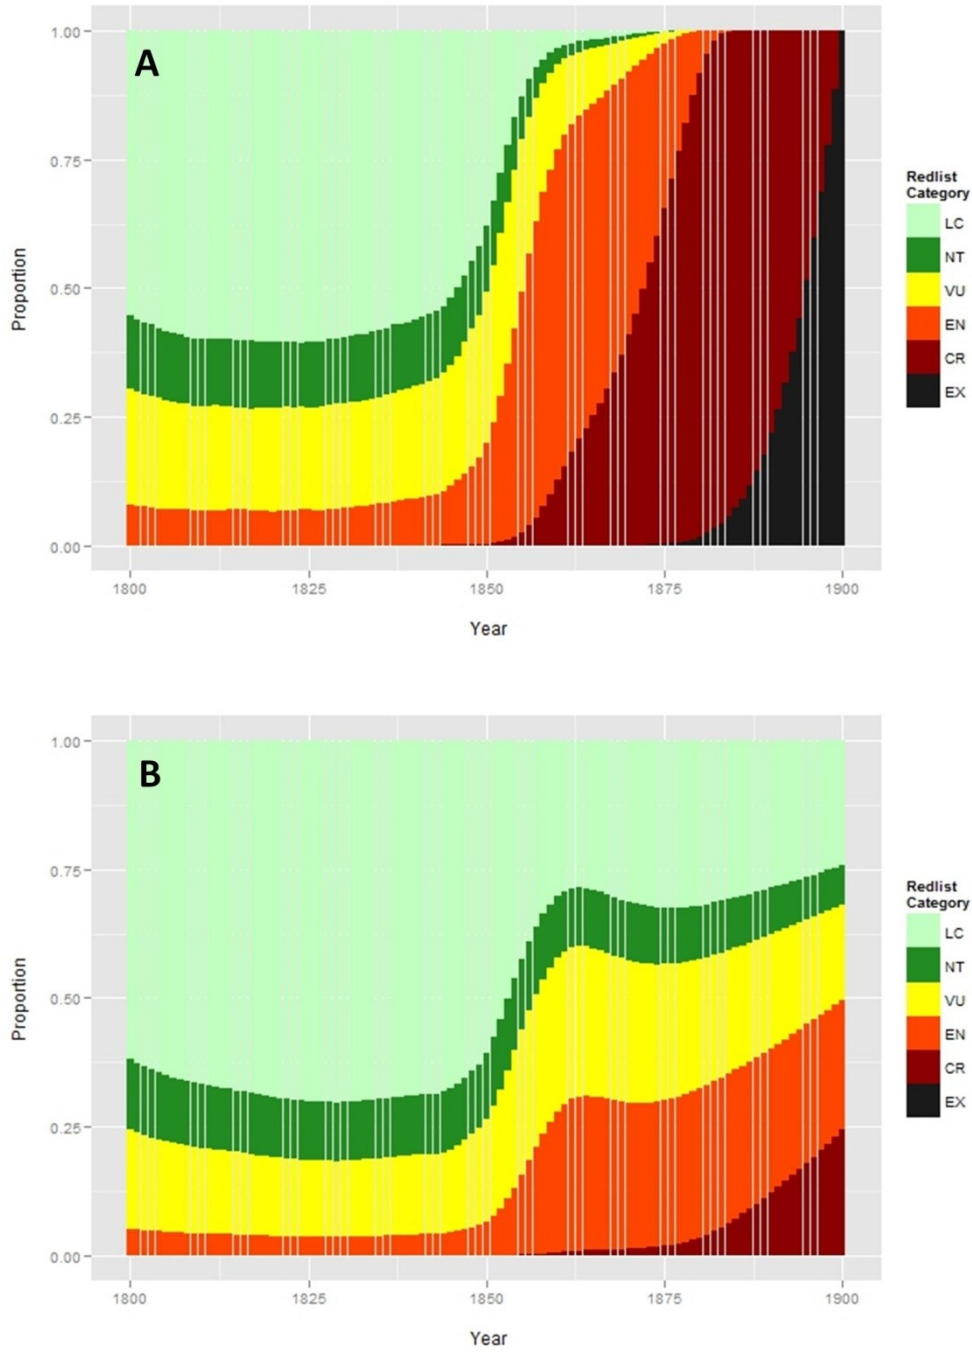 A
1.00
0.75
0.50
0.25
0.00
Proportion
1800
1825
1850
1875
1900
Year
Redlist
Category
LC
NT
VU
EN
CR
EX
B
1.00
0.75
0.50
0.25
0.00
Proportion
1800
1825
1850
1875
1900
Year
Redlist
Category
LC
NT
VU
EN
CR
EX